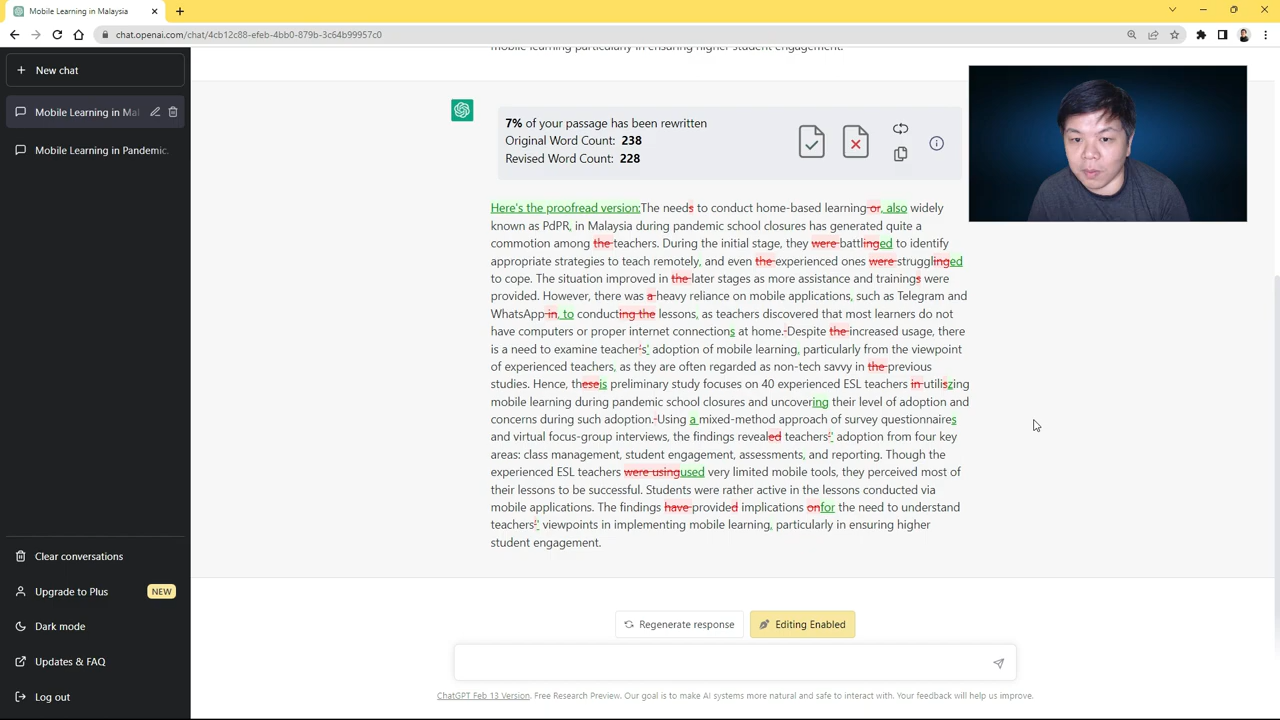 Mobile Learning in Malaysia
chat.openai.com/chat/4cb12c88-efeb-4bb0-879b-3c64b99957c0
New chat
Mobile Learning in Mal
Mobile Learning in Pandemic.
mobile learning particularly in ensuring higher student engagement.
7% of your passage has been rewritten
Original Word Count: 238
Revised Word Count: 228
Here's the proofread version:The needs to conduct home-based learning or, also widely
known as PdPR, in Malaysia during pandemic school closures has generated quite a
commotion among the teachers. During the initial stage, they were battlinged to identify
appropriate strategies to teach remotely, and even the experienced ones were strugglinged
to cope. The situation improved in the later stages as more assistance and trainings were
provided. However, there was a heavy reliance on mobile applications, such as Telegram and
WhatsApp in, to conducting the lessons, as teachers discovered that most learners do not
have computers or proper internet connections at home. Despite the increased usage, there
is a need to examine teacher's' adoption of mobile learning, particularly from the viewpoint
of experienced teachers, as they are often regarded as non-tech savvy in the previous
studies. Hence, theseis preliminary study focuses on 40 experienced ESL teachers in utiliszing
mobile learning during pandemic school closures and uncovering their level of adoption and
concerns during such adoption. Using a mixed-method approach of survey questionnaires
and virtual focus-group interviews, the findings revealed teachers'' adoption from four key
areas: class management, student engagement, assessments, and reporting. Though the
experienced ESL teachers were usingused very limited mobile tools, they perceived most of
their lessons to be successful. Students were rather active in the lessons conducted via
mobile applications. The findings have provided implications onfor the need to understand
teachers'' viewpoints in implementing mobile learning, particularly in ensuring higher
student engagement.
Clear conversations
Upgrade to Plus NEW
Dark mode
Updates & FAQ
Log out
Regenerate response
Editing Enabled
ChatGPT Feb 13 Version. Free Research Preview. Our goal is to make AI systems more natural and safe to interact with. Your feedback will help us improve.